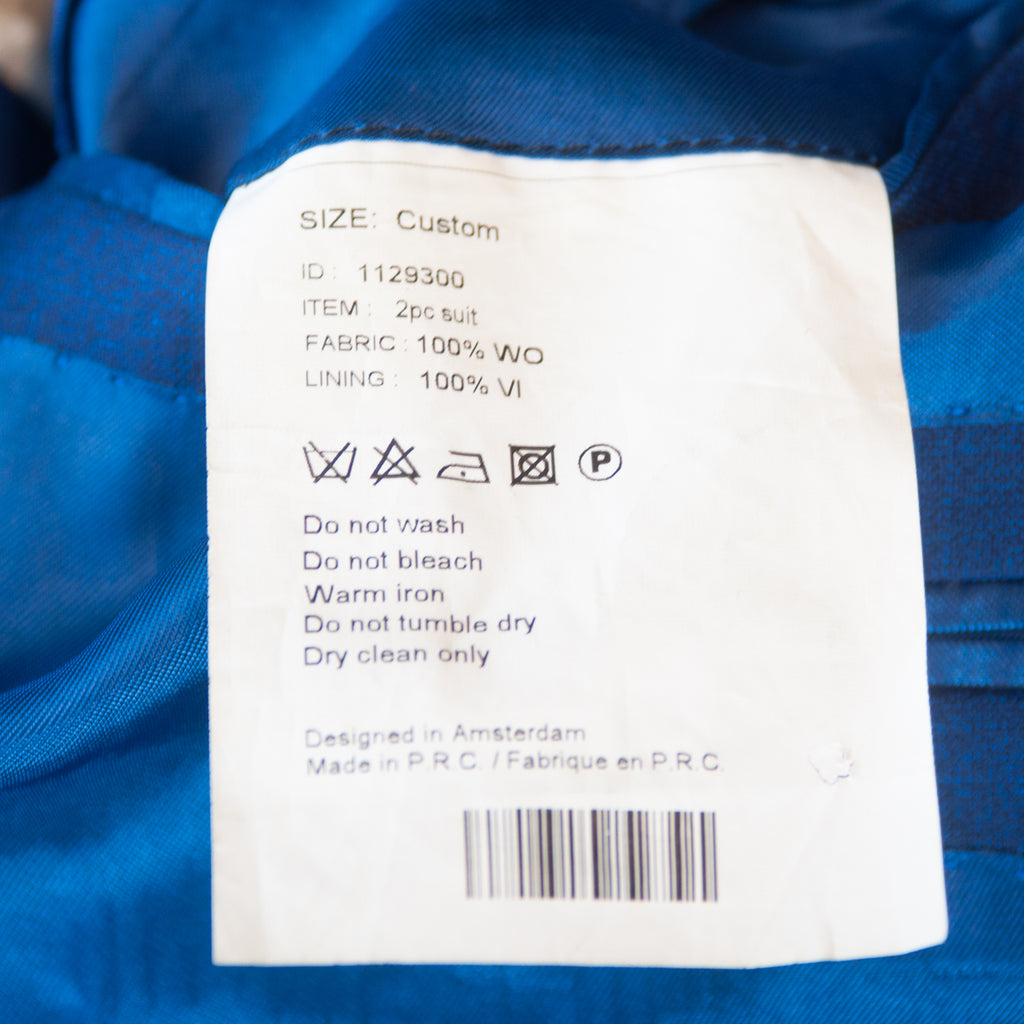 SIZE: Custom
ID : 1129300
ITEM : 2pc suit
FABRIC : 100% WO
LINING : 100% VI
P
Do not wash
Do not bleach
Warm iron
Do not tumble dry
Dry clean only
Designed in Amsterdam
Made in P.R.C. / Fabrique en P.R.C.